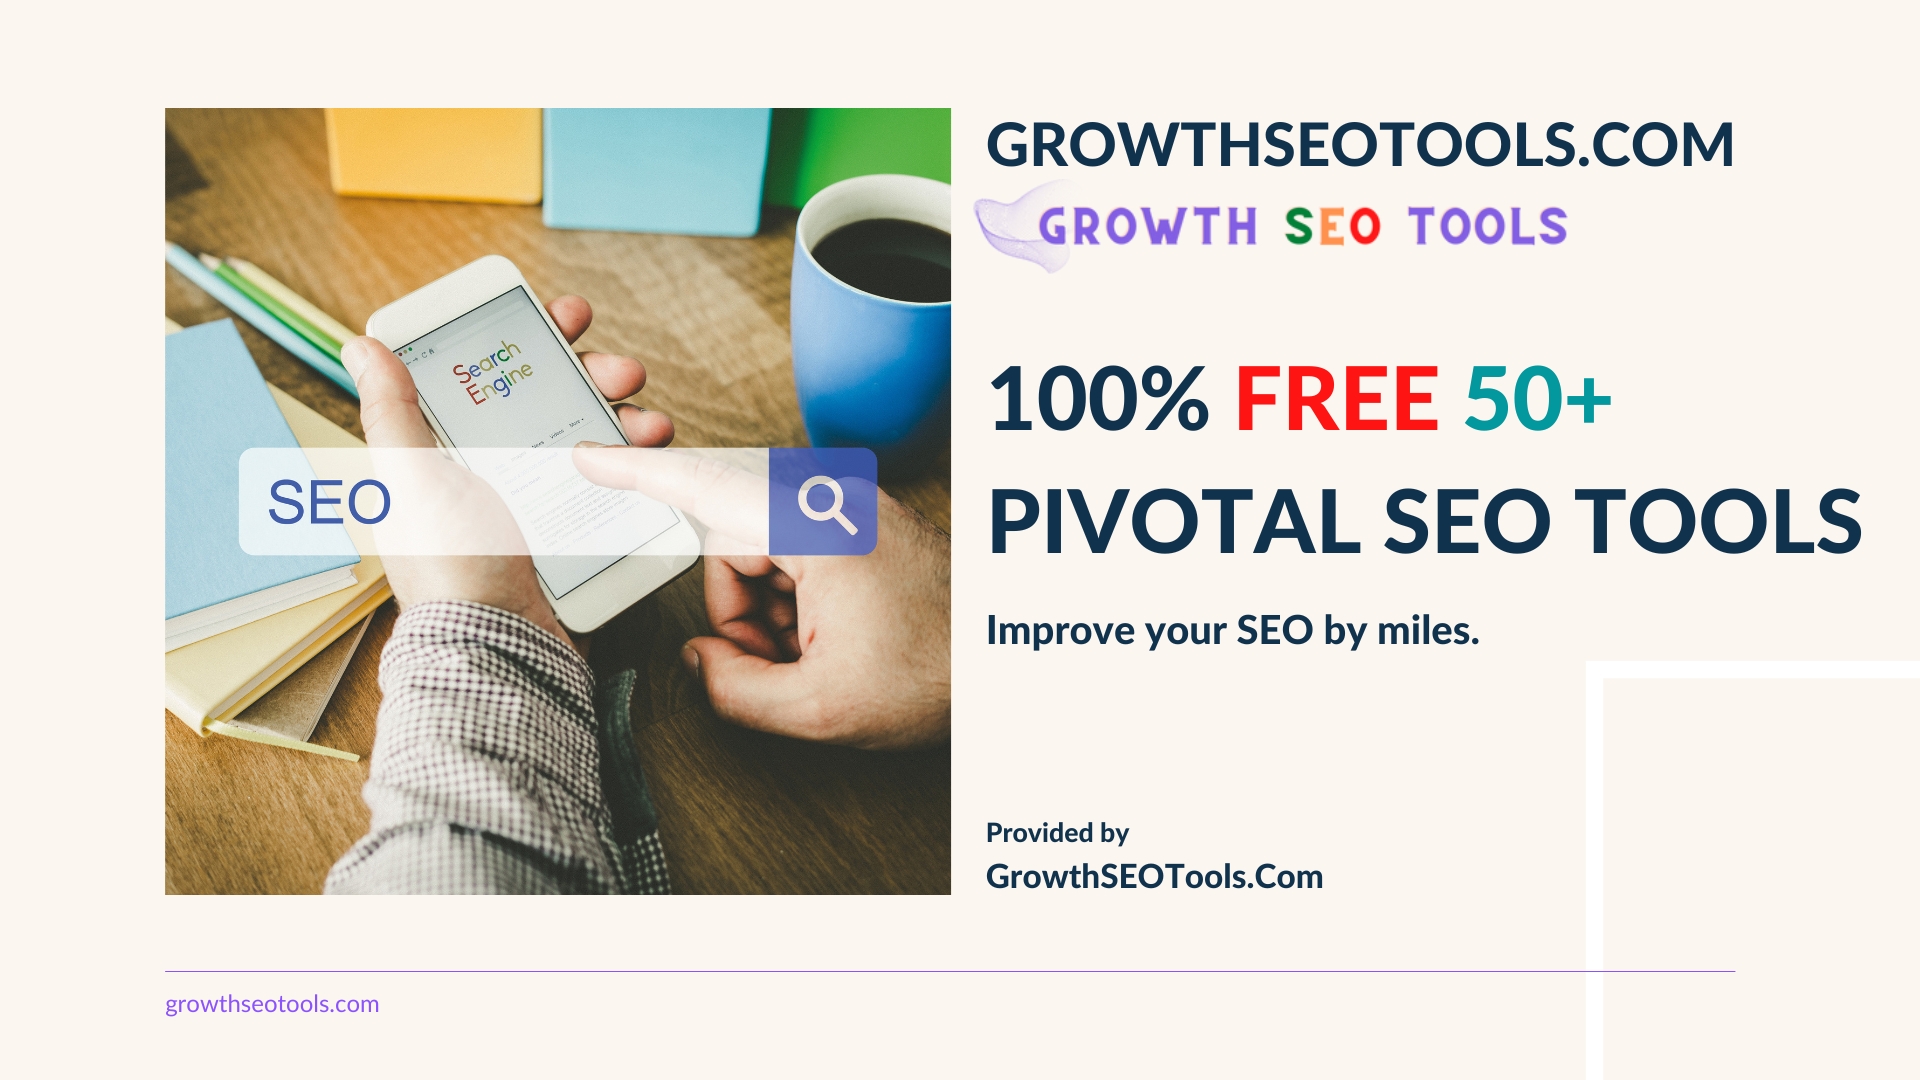 GROWTHSEOTOOLS.COM
GROWTH SEO TOOLS
100% FREE 50+
PIVOTAL SEO TOOLS
Improve your SEO by miles.
Search
Engine
SEO
Provided by
GrowthSEOTools.Com
growthseotools.com